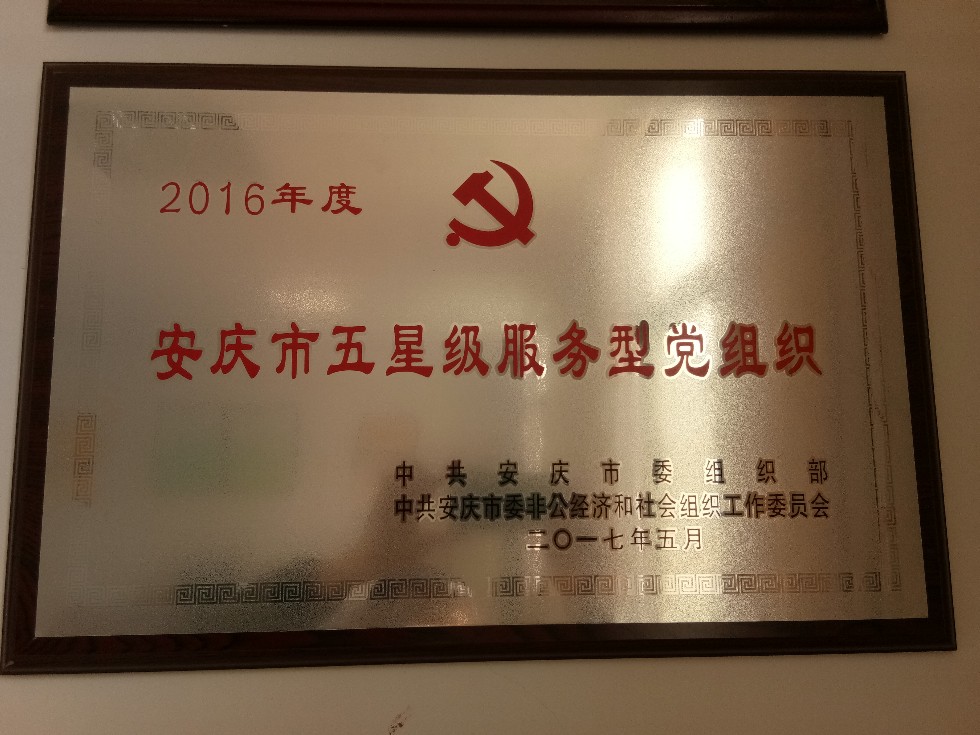 2016年度
安庆市五星级服务型党组织
中共安庆市委组织部
中共安庆市委非公经济和社会组织工作委员会
二〇一七年五月